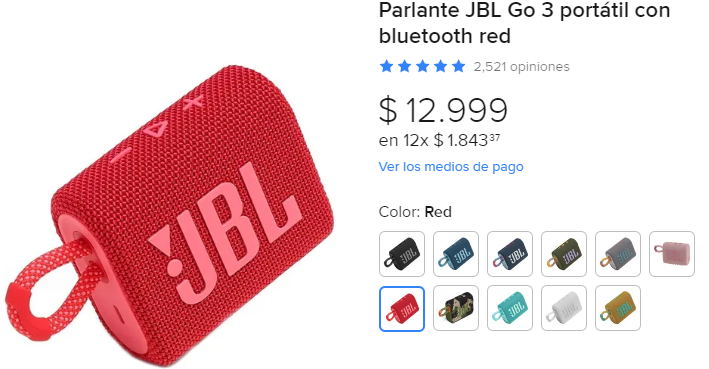 Parlante JBL Go 3 portátil con
bluetooth red
2,521 opiniones
$ 12.999
en 12x $ 1.843 37
Ver los medios de pago
Color: Red
JBL